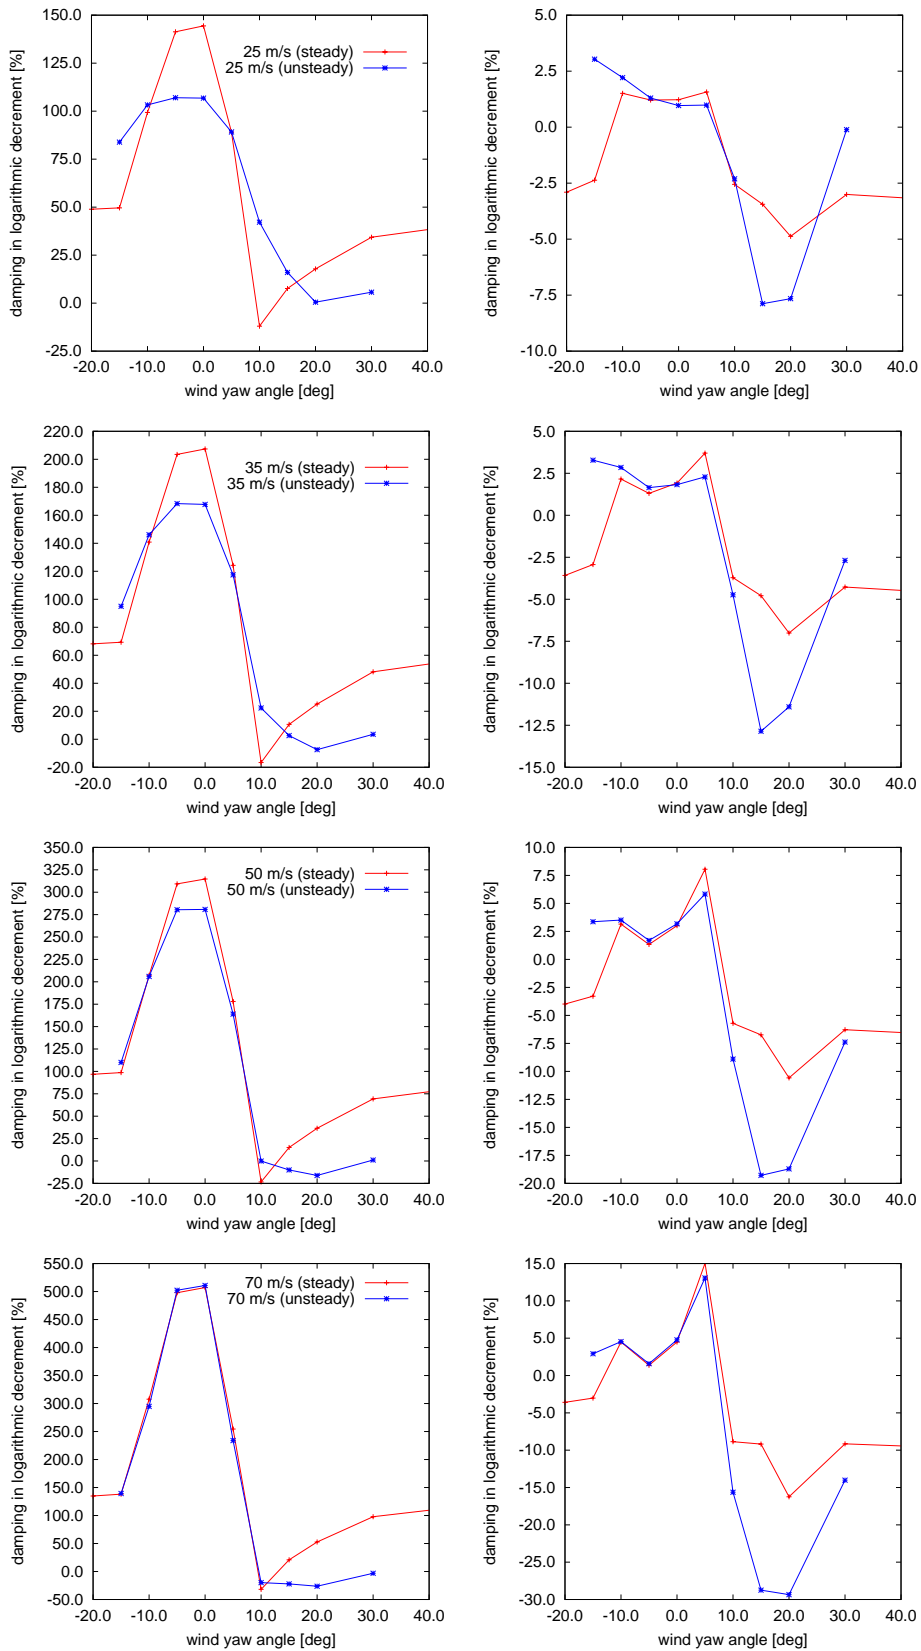 damping in logarithmic decrement [%]
150.0
125.0
100.0
75.0
50.0
25.0
0.0
-25.0
25 m/s (steady)
25 m/s (unsteady)
-20.0 -10.0 0.0 10.0 20.0 30.0 40.0
wind yaw angle [deg]
damping in logarithmic decrement [%]
5.0
2.5
0.0
-2.5
-5.0
-7.5
-10.0
-20.0 -10.0 0.0 10.0 20.0 30.0 40.0
wind yaw angle [deg]
damping in logarithmic decrement [%]
220.0
200.0
180.0
160.0
140.0
120.0
100.0
80.0
60.0
40.0
20.0
0.0
-20.0
35 m/s (steady)
35 m/s (unsteady)
-20.0 -10.0 0.0 10.0 20.0 30.0 40.0
wind yaw angle [deg]
damping in logarithmic decrement [%]
5.0
2.5
0.0
-2.5
-5.0
-7.5
-10.0
-12.5
-15.0
-20.0 -10.0 0.0 10.0 20.0 30.0 40.0
wind yaw angle [deg]
damping in logarithmic decrement [%]
350.0
325.0
300.0
275.0
250.0
225.0
200.0
175.0
150.0
125.0
100.0
75.0
50.0
25.0
0.0
-25.0
50 m/s (steady)
50 m/s (unsteady)
-20.0 -10.0 0.0 10.0 20.0 30.0 40.0
wind yaw angle [deg]
damping in logarithmic decrement [%]
10.0
7.5
5.0
2.5
0.0
-2.5
-5.0
-7.5
-10.0
-12.5
-15.0
-17.5
-20.0
-20.0 -10.0 0.0 10.0 20.0 30.0 40.0
wind yaw angle [deg]
damping in logarithmic decrement [%]
550.0
500.0
450.0
400.0
350.0
300.0
250.0
200.0
150.0
100.0
50.0
0.0
-50.0
70 m/s (steady)
70 m/s (unsteady)
-20.0 -10.0 0.0 10.0 20.0 30.0 40.0
wind yaw angle [deg]
damping in logarithmic decrement [%]
15.0
10.0
5.0
0.0
-5.0
-10.0
-15.0
-20.0
-25.0
-30.0
-20.0 -10.0 0.0 10.0 20.0 30.0 40.0
wind yaw angle [deg]